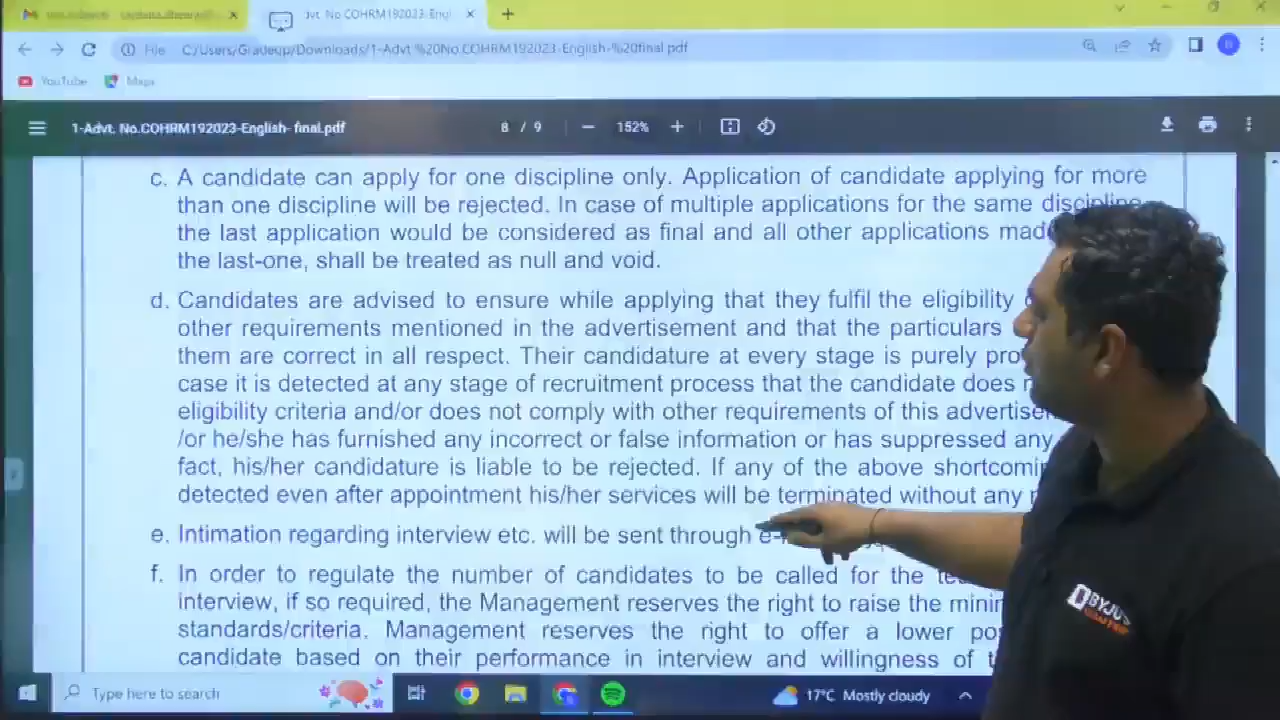 dvt. No.COHRM192023-Engl
File C:/Users/Gradeup/Downloads/1-Advt.%20No.COHRM192023-English-%20final.pdf
YouTube Maps
1-Advt. No.COHRM192023-English- final.pdf 8 / 9 152%
c. A candidate can apply for one discipline only. Application of candidate applying for more
than one discipline will be rejected. In case of multiple applications for the same discipline,
the last application would be considered as final and all other applications
the last-one, shall be treated as null and void.
d. Candidates are advised to ensure while applying that they fulfil the eligibility
other requirements mentioned in the advertisement and that the particulars
them are correct in all respect. Their candidature at every stage is purely
case it is detected at any stage of recruitment process that the candidate does
eligibility criteria and/or does not comply with other requirements of this
/or he/she has furnished any incorrect or false information or has suppressed any
fact, his/her candidature is liable to be rejected. If any of the above
detected even after appointment his/her services will be terminated without any
e. Intimation regarding interview etc. will be sent through
f. In order to regulate the number of candidates to be called for the
interview, if so required, the Management reserves the right to raise the
standards/criteria. Management reserves the right to offer a lower
candidate based on their performance in interview and willingness of
BYJU'S
Type here to search 17°C Mostly cloudy